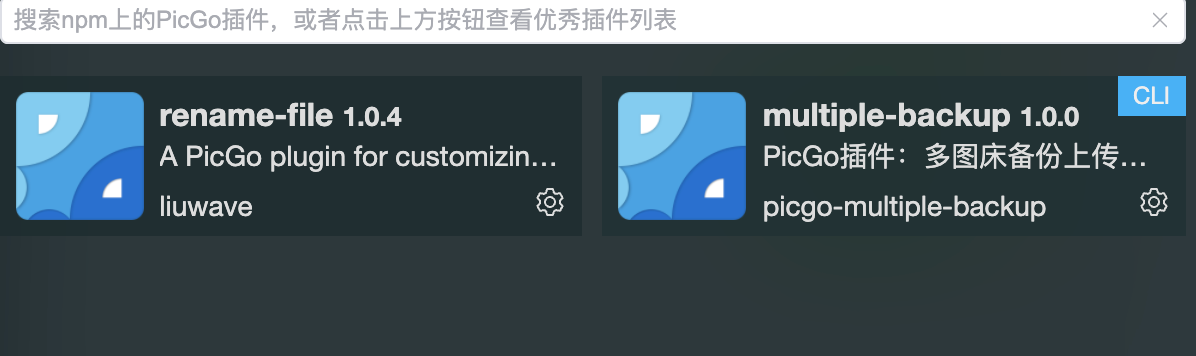 搜索npm上的PicGo插件，或者点击上方按钮查看优秀插件列表
rename-file 1.0.4
A PicGo plugin for customizin...
liuwave
CLI
multiple-backup 1.0.0
PicGo插件：多图床备份上传...
picgo-multiple-backup